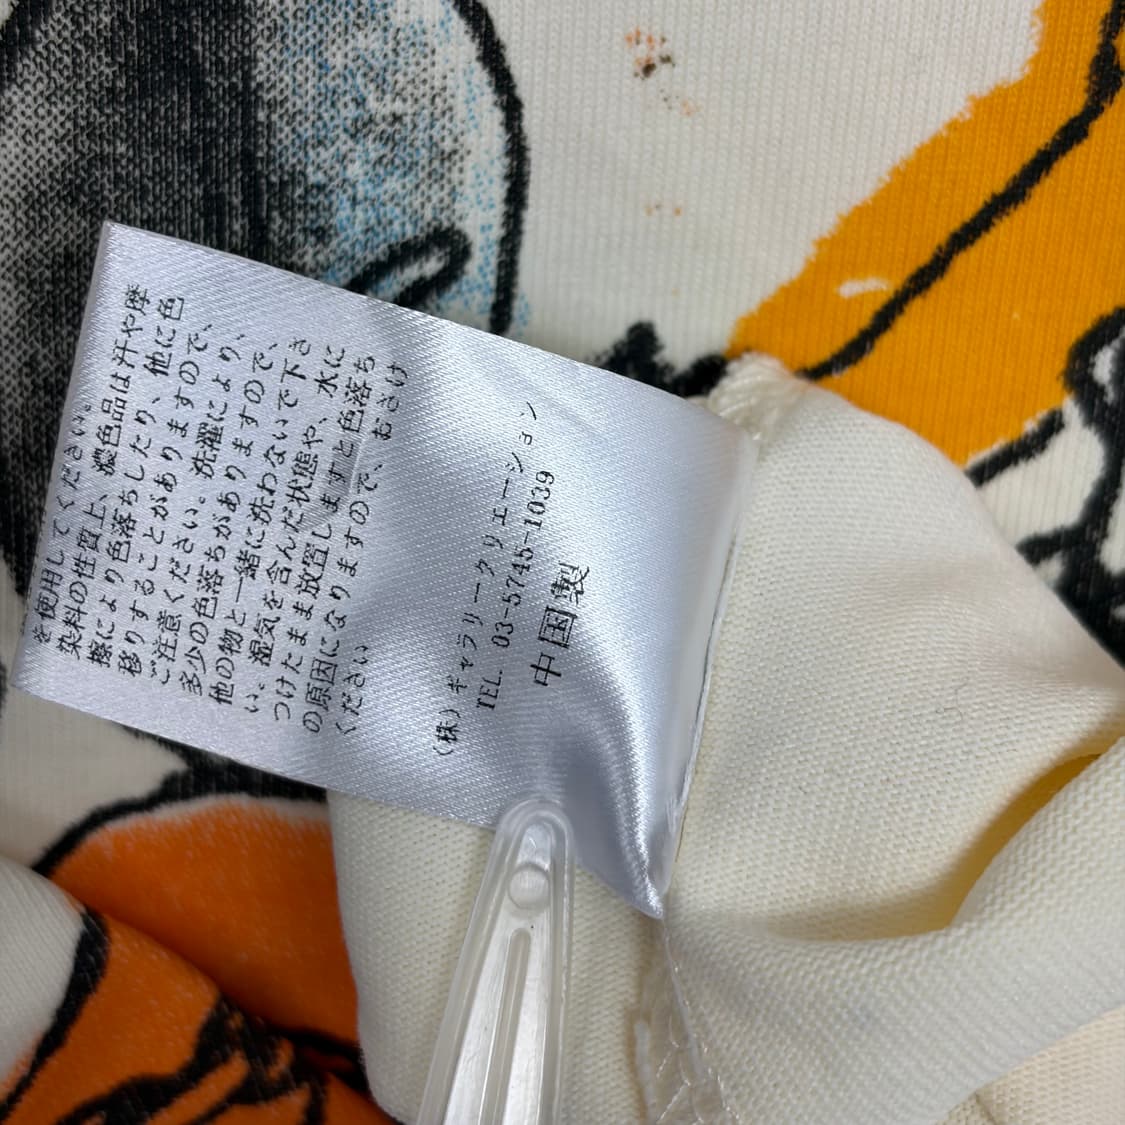 を使用してください。
染料の性質上、濃色品は汗や摩
擦により色落ちしたり、他に色
移りすることがありますので、
ご注意ください。洗濯により、
多少の色落ちがありますので、
他の物と一緒に洗わないで下さ
い。湿気を含んだ状態や、水に
つけたまま放置しますと色落ち
の原因になりますので、おさけ
ください
(株)ギャラリークリエーション
TEL. 03-5745-1039
中国製